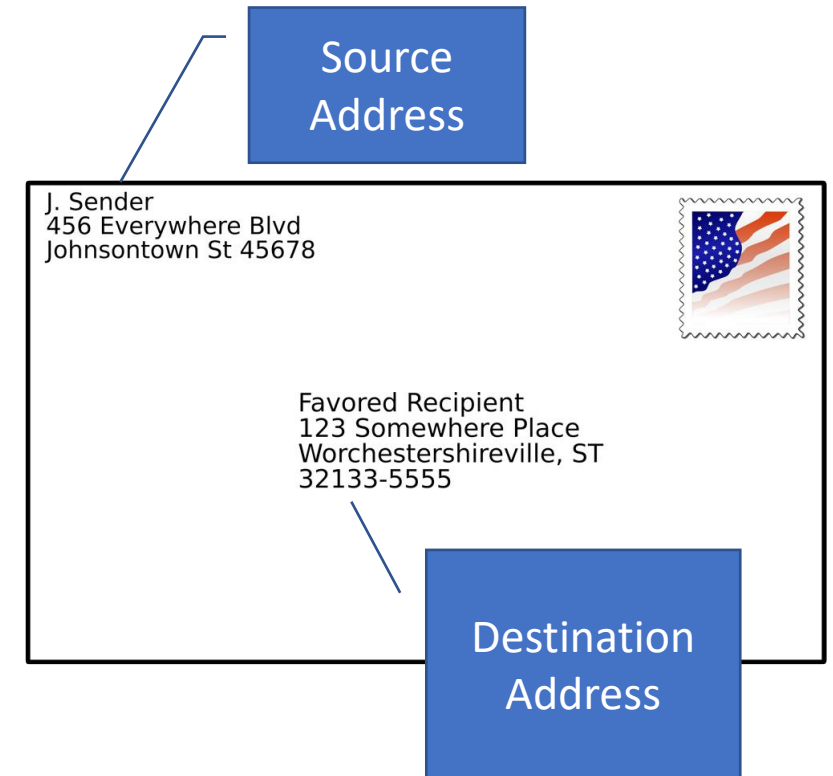 Source
Address
J. Sender
456 Everywhere Blvd
Johnsontown St 45678
Favored Recipient
123 Somewhere Place
Worchestershireville, ST
32133-5555
Destination
Address